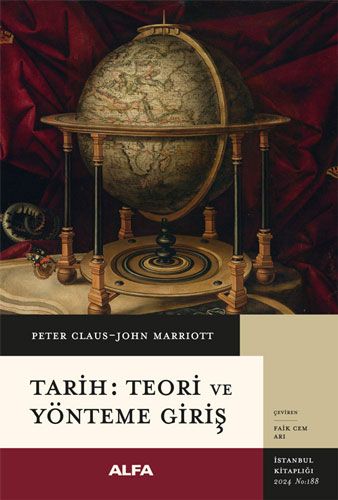 PETER CLAUS–JOHN MARRIOTT
TARİH: TEORİ VE
YÖNTEME GİRİŞ
ÇEVİREN
FAİK CEM
ARI
İSTANBUL
KİTAPLIĞI
2024 No:188
ALFA